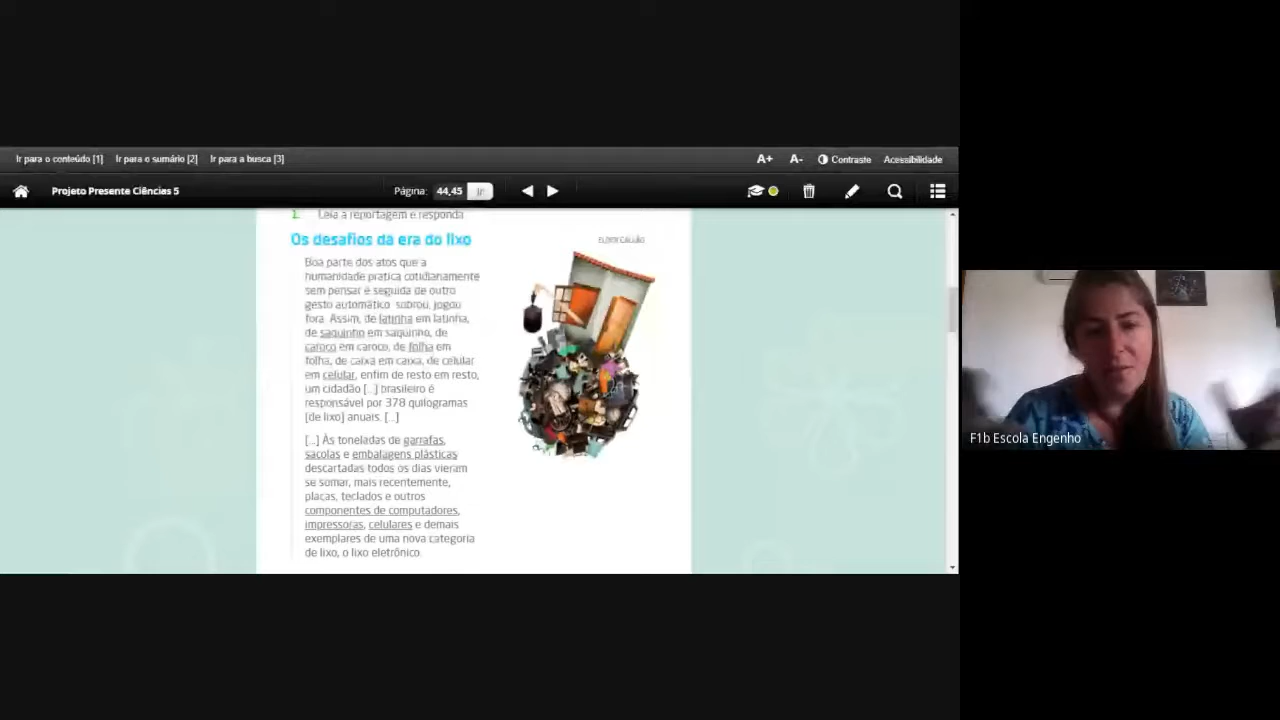 Ir para o conteúdo [1] Ir para o sumário [2] Ir para a busca [3] A+ A- Contraste Acessibilidade
Projeto Presente Ciências 5 Página: 44,45 Ir
1. Leia a reportagem e responda
Os desafios da era do lixo
Boa parte dos atos que a
humanidade pratica cotidianamente
sem pensar é seguida de outro
gesto automático: sobrou, jogou
fora. Assim, de latinha em latinha,
de saquinho em saquinho, de
caroço em caroço, de folha em
folha, de caixa em caixa, de celular
em celular, enfim de resto em resto,
um cidadão [...] brasileiro é
responsável por 378 quilogramas
[de lixo] anuais. [...]
[...] Às toneladas de garrafas,
sacolas e embalagens plásticas
descartadas todos os dias vieram
se somar, mais recentemente,
placas, teclados e outros
componentes de computadores,
impressoras, celulares e demais
exemplares de uma nova categoria
de lixo, o lixo eletrônico.
F1b Escola Engenho